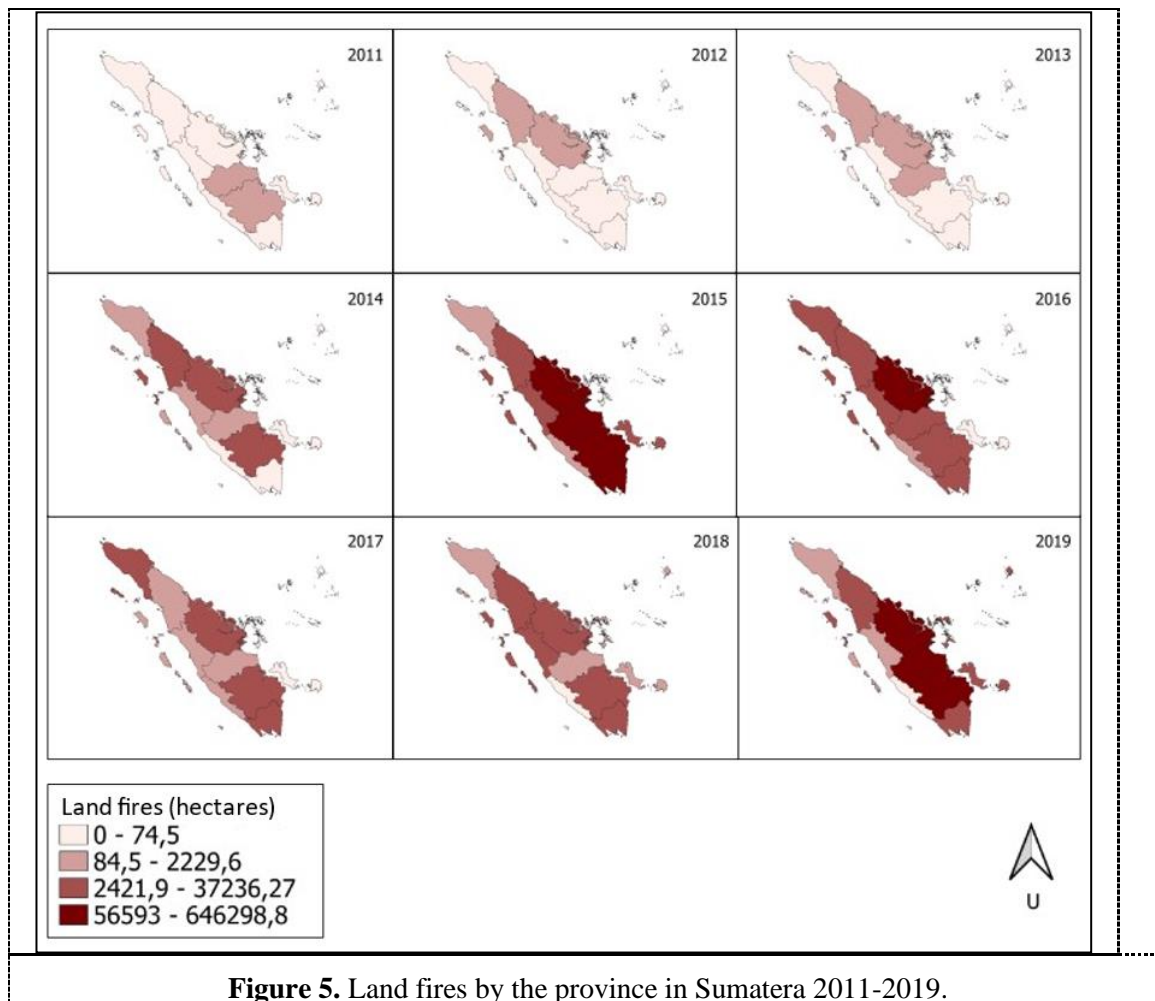 2011
2012
2013
2014
2015
2016
2017
2018
2019
Land fires (hectares)
0 - 74,5
84,5 - 2229,6
2421,9 - 37236,27
56593 - 646298,8
U
Figure 5. Land fires by the province in Sumatera 2011-2019.